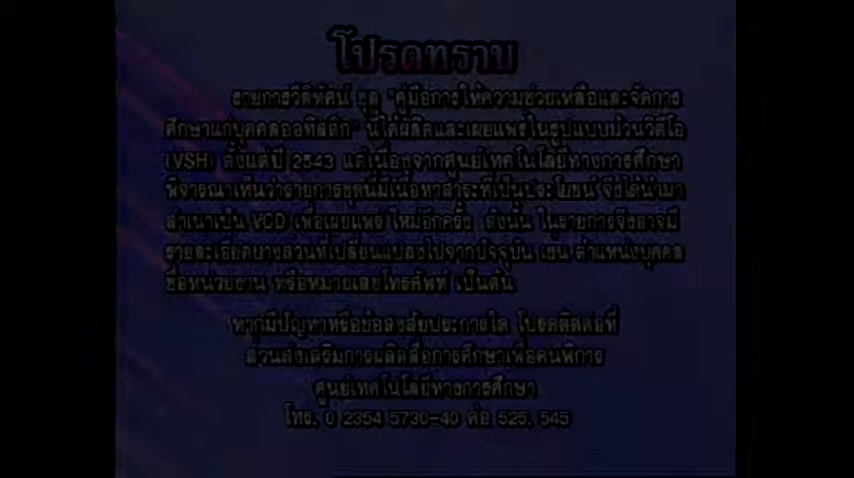 โปรดทราบ
รายการวีดิทัศน์ ชุด "คู่มือการให้ความช่วยเหลือและจัดการ
ศึกษาแก่บุคคลออทิสติก" นี้ได้ผลิตและเผยแพร่ในรูปแบบม้วนวิดีโอ
(VSH) ตั้งแต่ปี 2543 แต่เนื่องจากศูนย์เทคโนโลยีทางการศึกษา
พิจารณาเห็นว่ารายการชุดนี้มีเนื้อหาสาระที่เป็นประโยชน์ จึงได้นำมา
สำเนาเป็น VCD เพื่อเผยแพร่ ใหม่อีกครั้ง ดังนั้น ในรายการจึงอาจมี
รายละเอียดบางส่วนที่เปลี่ยนแปลงไปจากปัจจุบัน เช่น ตำแหน่งบุคคล
ชื่อหน่วยงาน หรือหมายเลขโทรศัพท์ เป็นต้น
หากมีปัญหาหรือข้อสงสัยประการใด โปรดติดต่อที่
ส่วนส่งเสริมการผลิตสื่อการศึกษาเพื่อคนพิการ
ศูนย์เทคโนโลยีทางการศึกษา
โทร. 0 2354 5730-40 ต่อ 525, 545